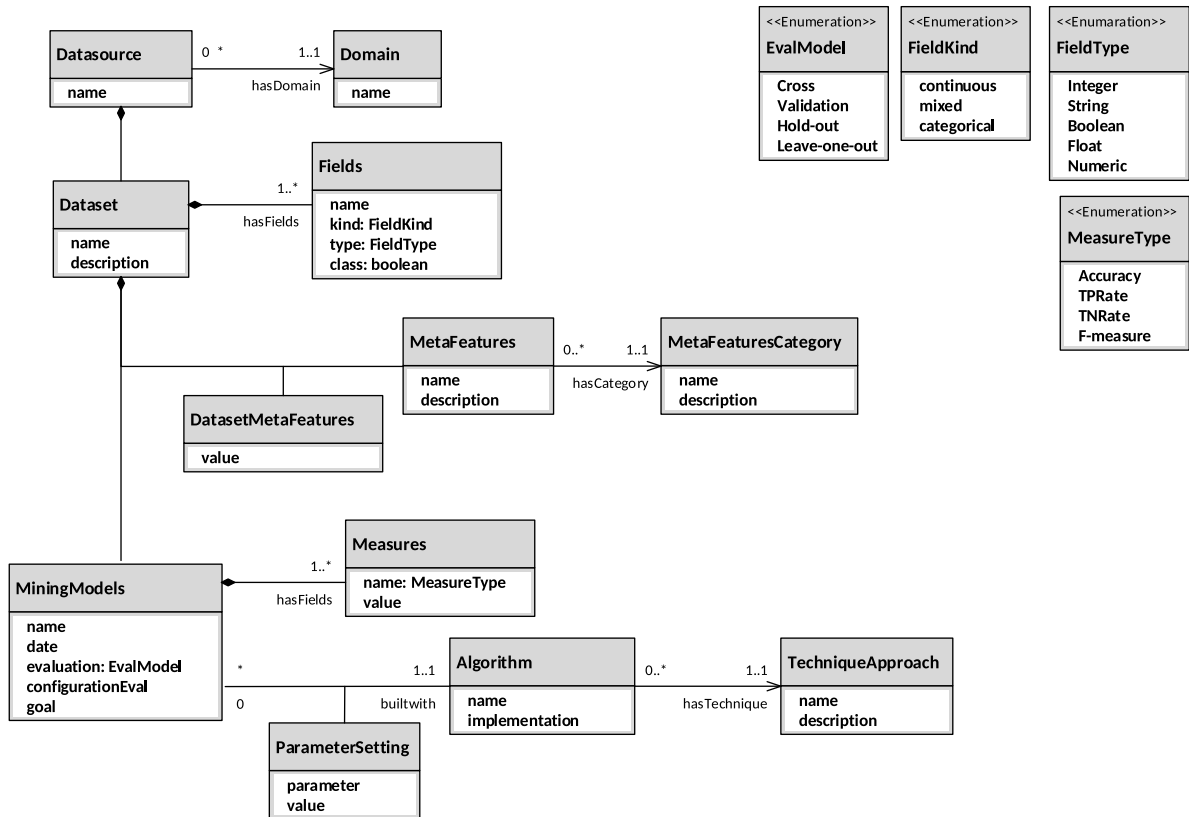 Datasource
name
0 *
1..1
hasDomain
Domain
name
<<Enumeration>>
EvalModel
Cross
Validation
Hold-out
Leave-one-out
<<Enumeration>>
FieldKind
continuous
mixed
categorical
<<Enumaration>>
FieldType
Integer
String
Boolean
Float
Numeric
Dataset
name
description
1..*
hasFields
Fields
name
kind: FieldKind
type: FieldType
class: boolean
<<Enumeration>>
MeasureType
Accuracy
TPRate
TNRate
F-measure
MetaFeatures
name
description
0..*
1..1
hasCategory
MetaFeaturesCategory
name
description
DatasetMetaFeatures
value
MiningModels
name
date
evaluation: EvalModel
configurationEval
goal
1..*
hasFields
Measures
name: MeasureType
value
*
0
1..1
builtwith
Algorithm
name
implementation
0..*
1..1
hasTechnique
TechniqueApproach
name
description
ParameterSetting
parameter
value